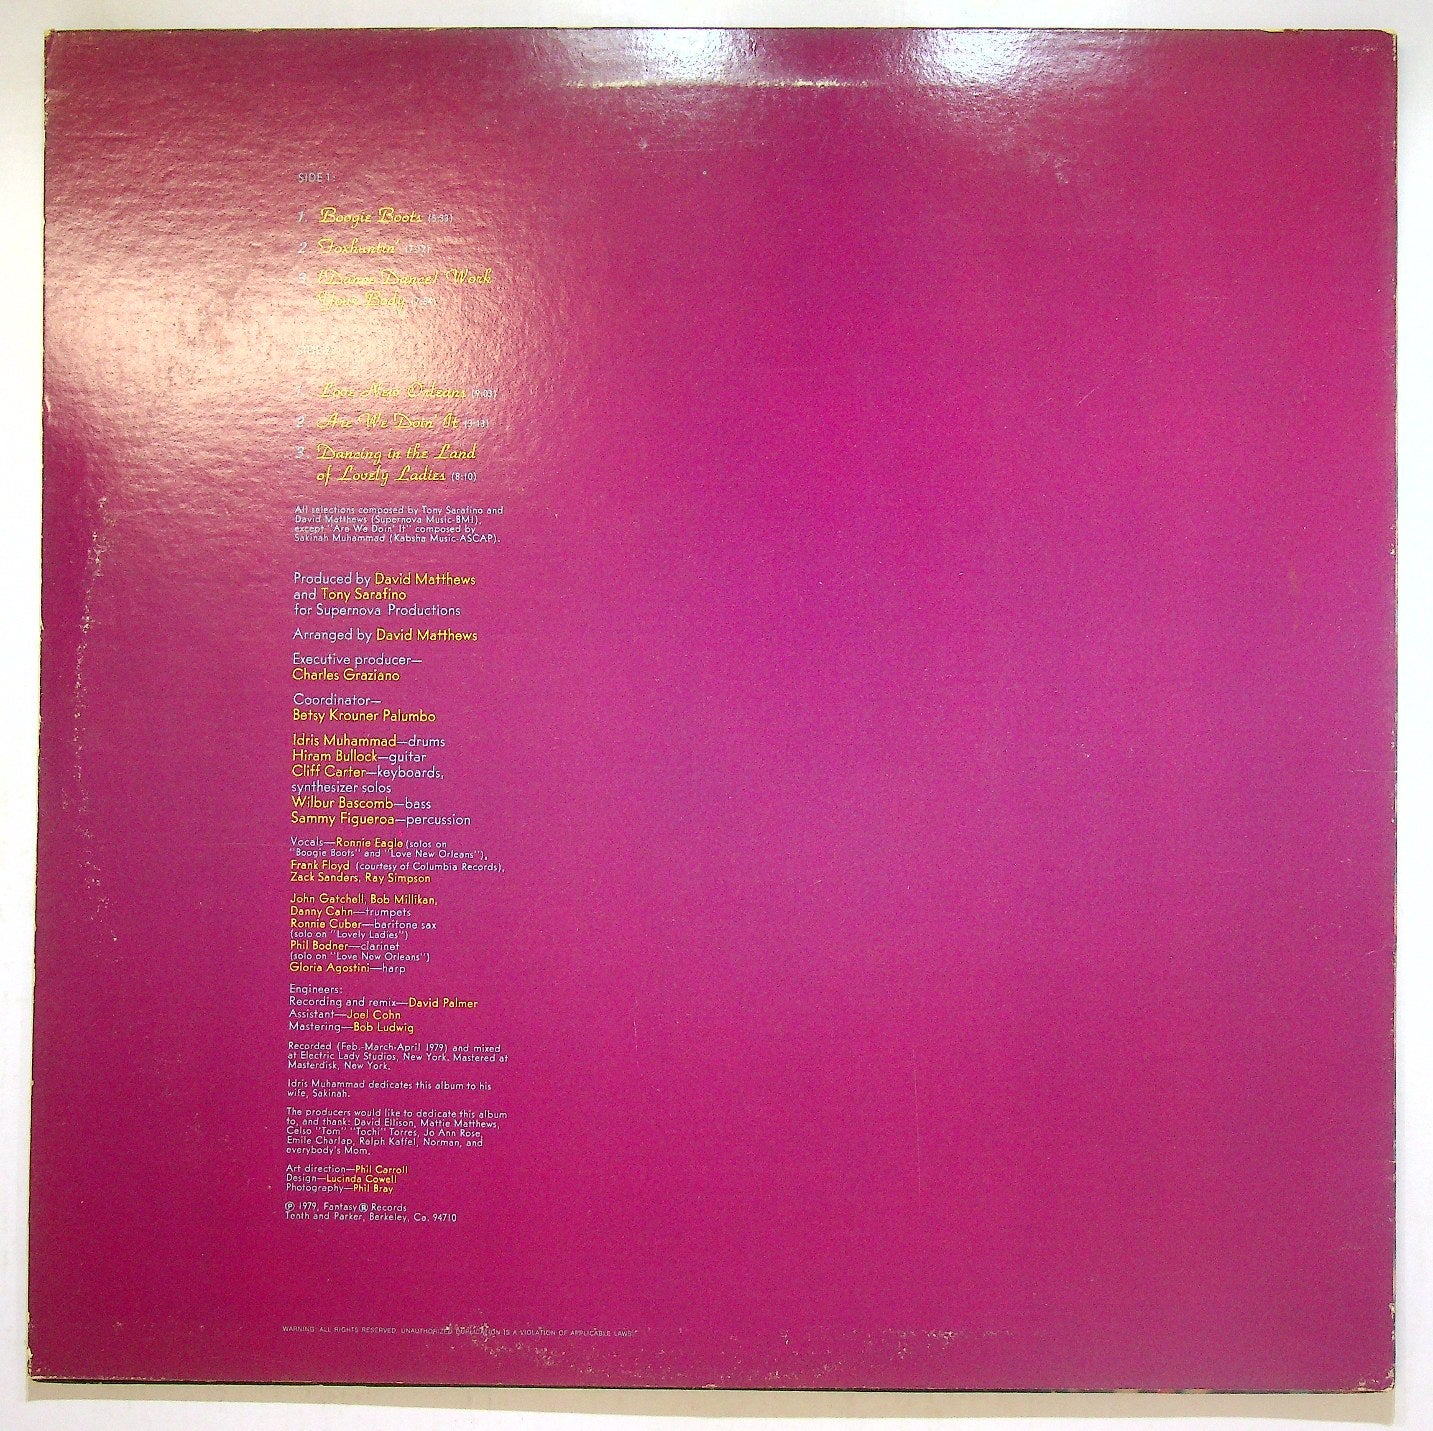 SIDE 1:
1. Boogie Boots (5:33)
2. Foxhuntin'
3. Dance Dance! Work
Your Body
1. Love New Orleans (9:03)
2. Are We Doin' It (3:13)
3. Dancing in the Land
of Lovely Ladies (8:10)
All selections composed by Tony Sarafino and
David Matthews (Supernova Music-BMI),
except "Are We Doin' It" composed by
Sakinah Muhammad (Kabsha Music-ASCAP).
Produced by David Matthews
and Tony Sarafino
for Supernova Productions
Arranged by David Matthews
Executive producer—
Charles Graziano
Coordinator—
Betsy Krouner Palumbo
Idris Muhammad—drums
Hiram Bullock—guitar
Cliff Carter—keyboards,
synthesizer solos
Wilbur Bascomb—bass
Sammy Figueroa—percussion
Vocals—Ronnie Eagle (solos on
"Boogie Boots" and "Love New Orleans"),
Frank Floyd (courtesy of Columbia Records),
Zack Sanders, Ray Simpson
John Gatchell, Bob Millikan,
Danny Cahn—trumpets
Ronnie Cuber—baritone sax
(solo on "Lovely Ladies")
Phil Bodner—clarinet
(solo on "Love New Orleans")
Gloria Agostini—harp
Engineers:
Recording and remix—David Palmer
Assistant—Joel Cohn
Mastering—Bob Ludwig
Recorded (Feb.-March-April 1979) and mixed
at Electric Lady Studios, New York. Mastered at
Masterdisk, New York.
Idris Muhammad dedicates this album to his
wife, Sakinah.
The producers would like to dedicate this album
to, and thank: David Ellison, Mattie Matthews,
Celso "Tom" "Tochi" Torres, Jo Ann Rose,
Emile Charlap, Ralph Kaffel, Norman, and
everybody's Mom.
Art direction—Phil Carroll
Design—Lucinda Cowell
Photography—Phil Bray
℗ 1979, Fantasy ® Records
Tenth and Parker, Berkeley, Ca. 94710
WARNING: ALL RIGHTS RESERVED. UNAUTHORIZED DUPLICATION IS A VIOLATION OF APPLICABLE LAWS.